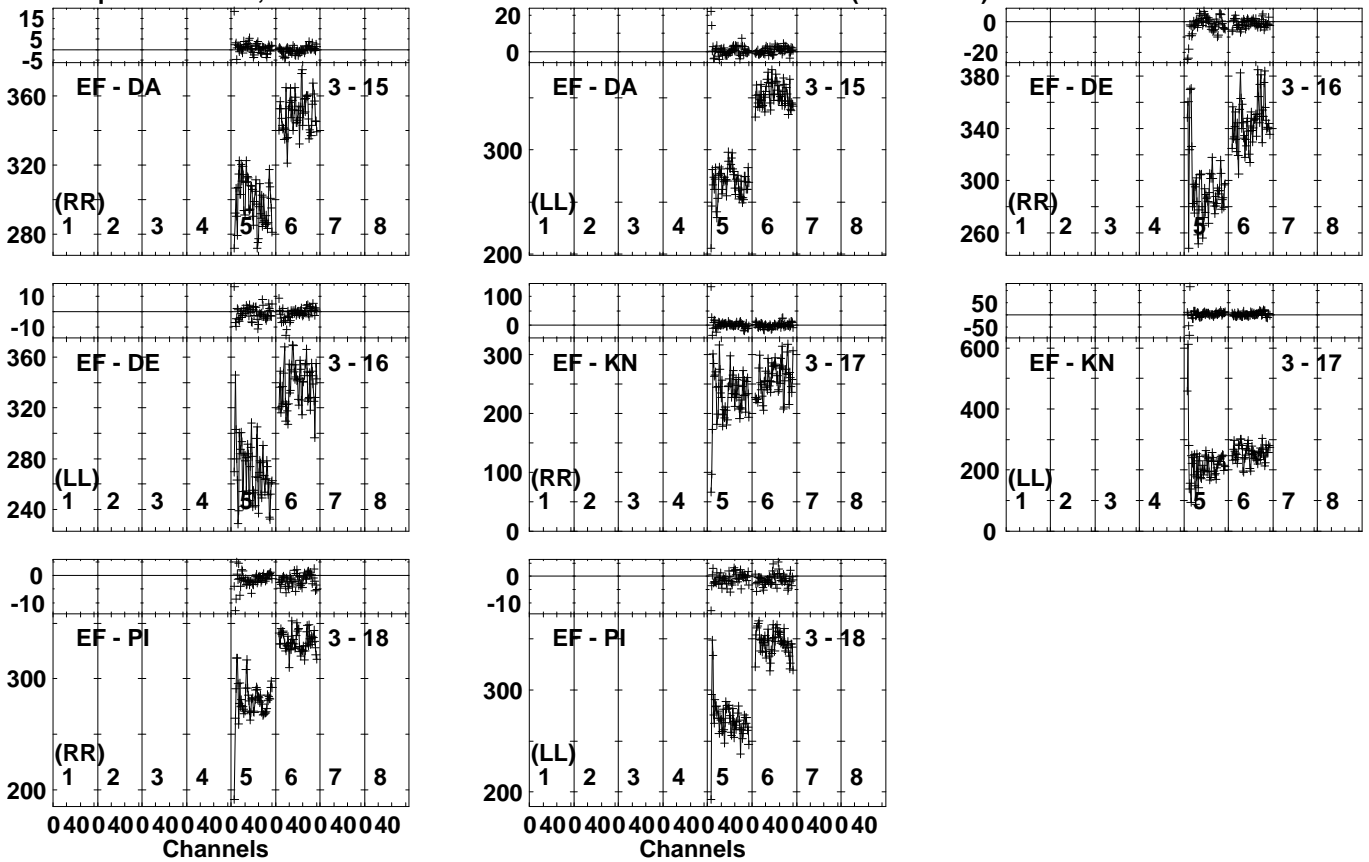 15
5
-5
EF - DA 3 - 15
360
320
280
(RR)
1 2 3 4 5 6 7 8
20
0
EF - DA 3 - 15
300
200
(LL)
1 2 3 4 5 6 7 8
0
-20
EF - DE 3 - 16
380
340
300
260
(RR)
1 2 3 4 5 6 7 8
10
-10
EF - DE 3 - 16
360
320
280
240
(LL)
1 2 3 4 5 6 7 8
100
0
EF - KN 3 - 17
300
200
100
0
(RR)
1 2 3 4 5 6 7 8
50
-50
EF - KN 3 - 17
600
400
200
0
(LL)
1 2 3 4 5 6 7 8
0
-10
EF - PI 3 - 18
300
200
(RR)
1 2 3 4 5 6 7 8
0 40 0 40 0 40 0 40 0 40 0 40 0 40 0 40
Channels
0
-10
EF - PI 3 - 18
300
200
(LL)
1 2 3 4 5 6 7 8
0 40 0 40 0 40 0 40 0 40 0 40 0 40 0 40
Channels